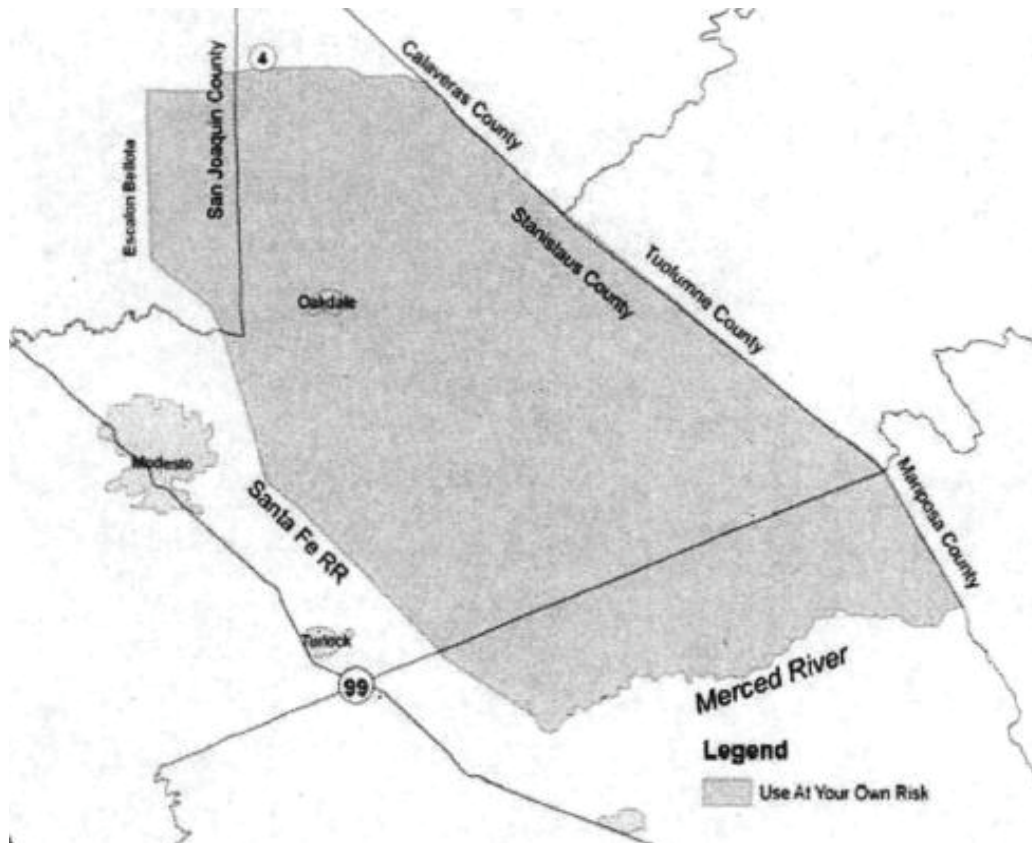 4
Calaveras County
San Joaquin County
Escalon Bellota
Stanislaus County
Tuolumne County
Oakdale
Modesto
Mariposa County
Santa Fe RR
Turlock
99
Merced River
Legend
Use At Your Own Risk